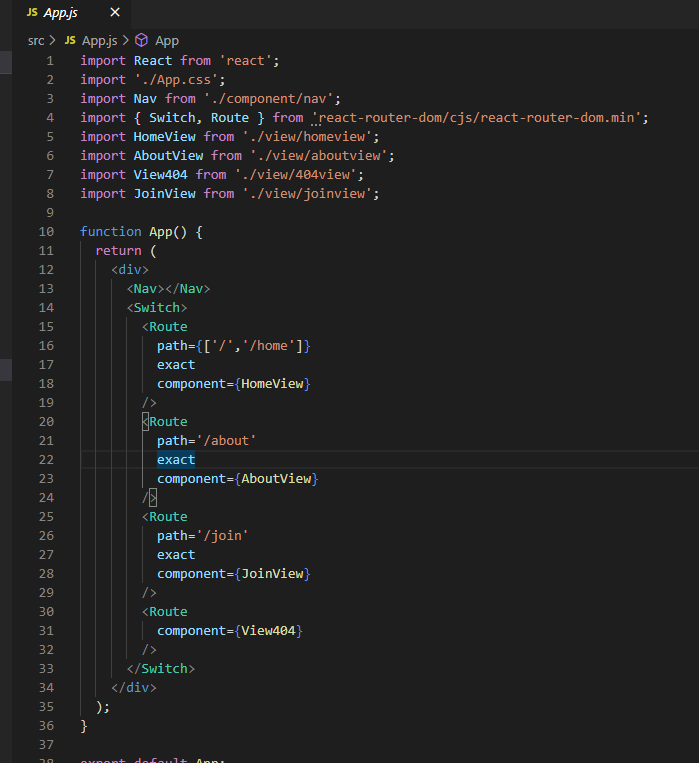 JS App.js ×
src > JS App.js > App
1 import React from 'react';
2 import './App.css';
3 import Nav from './component/nav';
4 import { Switch, Route } from 'react-router-dom/cjs/react-router-dom.min';
5 import HomeView from './view/homeview';
6 import AboutView from './view/aboutview';
7 import View404 from './view/404view';
8 import JoinView from './view/joinview';
9
10 function App() {
11   return (
12     <div>
13       <Nav></Nav>
14       <Switch>
15         <Route
16           path={['/','/home']}
17           exact
18           component={HomeView}
19         />
20         <Route
21           path='/about'
22           exact
23           component={AboutView}
24         />
25         <Route
26           path='/join'
27           exact
28           component={JoinView}
29         />
30         <Route
31           component={View404}
32         />
33       </Switch>
34     </div>
35   );
36 }
37
38 export default App;